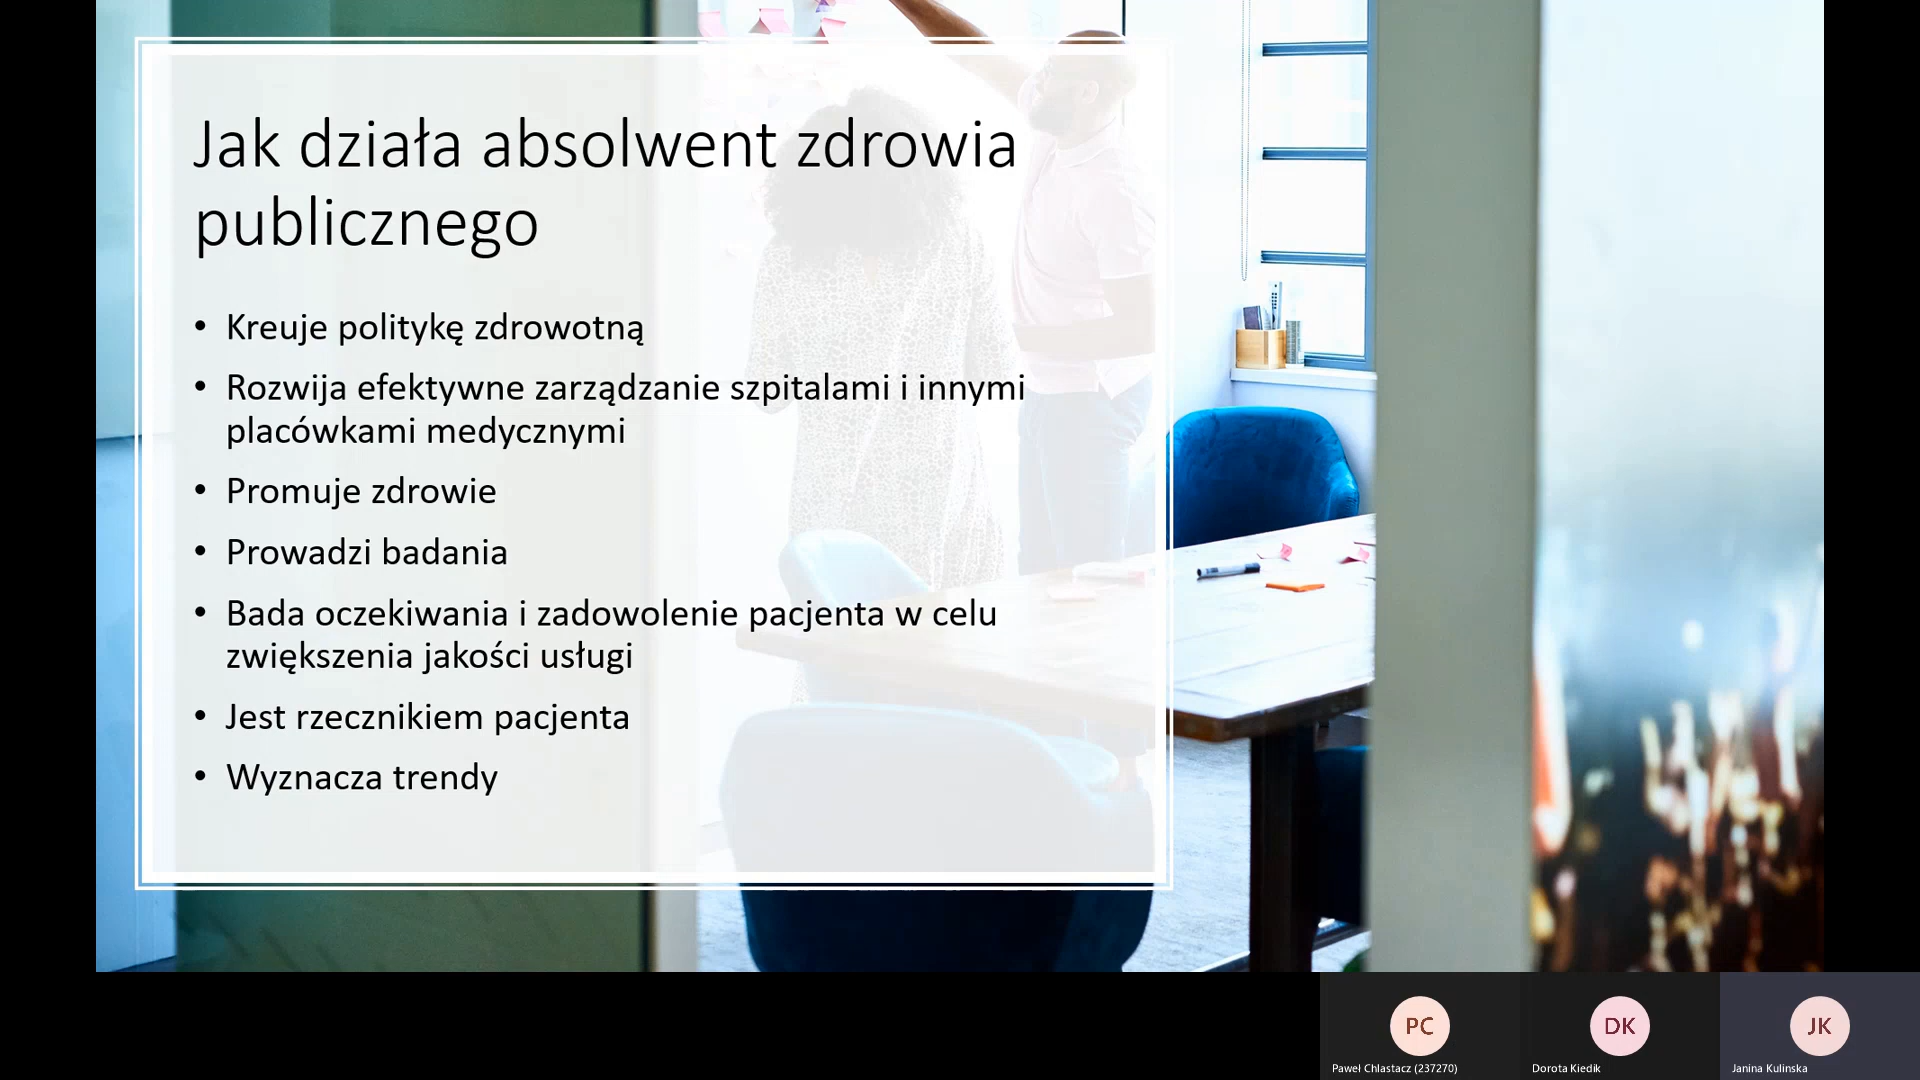 Jak działa absolwent zdrowia
publicznego
• Kreuje politykę zdrowotną
• Rozwija efektywne zarządzanie szpitalami i innymi
placówkami medycznymi
• Promuje zdrowie
• Prowadzi badania
• Bada oczekiwania i zadowolenie pacjenta w celu
zwiększenia jakości usługi
• Jest rzecznikiem pacjenta
• Wyznacza trendy
PC
DK
JK
Paweł Chlastacz (237270)
Dorota Kiedik
Janina Kulinska